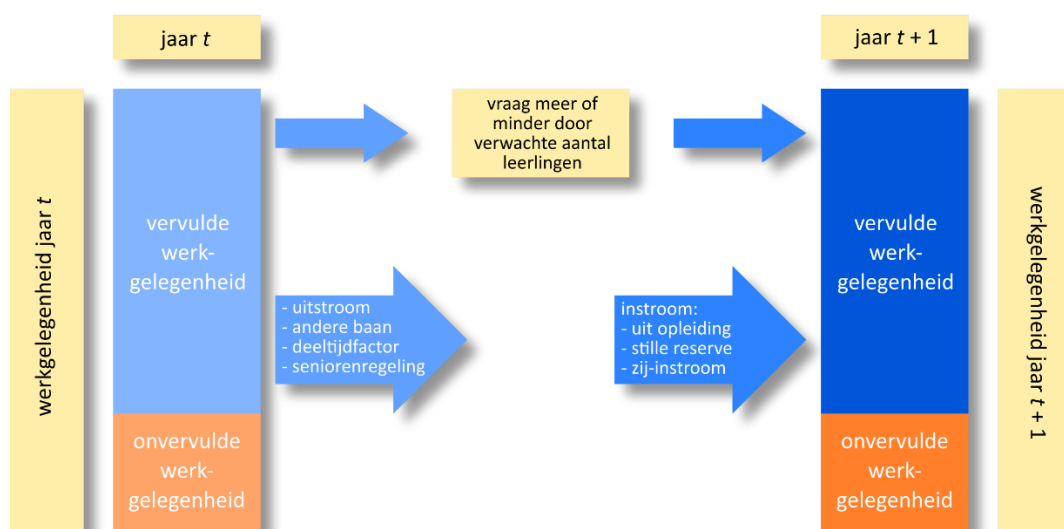 jaar t
jaar t + 1
werkgelegenheid jaar t
vervulde
werk-
gelegenheid
onvervulde
werk-
gelegenheid
vraag meer of
minder door
verwachte aantal
leerlingen
- uitstroom
- andere baan
- deeltijdfactor
- seniorenregeling
instroom:
- uit opleiding
- stille reserve
- zij-instroom
vervulde
werk-
gelegenheid
onvervulde
werk-
gelegenheid
werkgelegenheid jaar t + 1